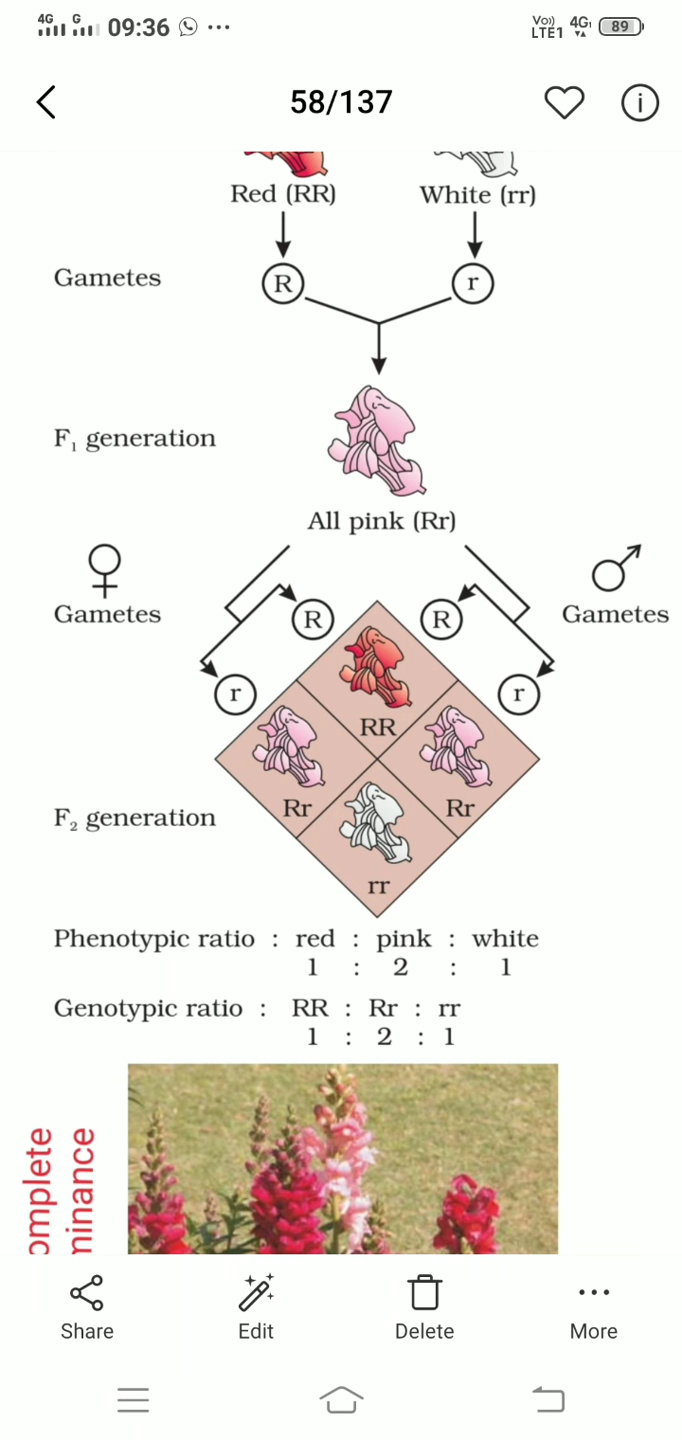 4G G 09:36 ... Vo)) LTE1 4G 89
58/137
Red (RR) White (rr)
Gametes R r
F₁ generation
All pink (Rr)
Gametes R R Gametes
r r
RR
Rr Rr
F₂ generation
rr
Phenotypic ratio : red : pink : white
1 : 2 : 1
Genotypic ratio : RR : Rr : rr
1 : 2 : 1
omplete
minance
Share Edit Delete More